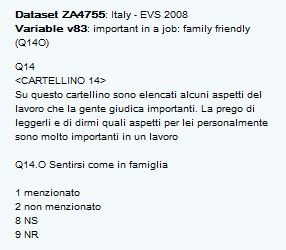 Dataset ZA4755: Italy - EVS 2008
Variable v83: important in a job: family friendly
(Q14O)
Q14
<CARTELLINO 14>
Su questo cartellino sono elencati alcuni aspetti del
lavoro che la gente giudica importanti. La prego di
leggerli e di dirmi quali aspetti per lei personalmente
sono molto importanti in un lavoro
Q14.O Sentirsi come in famiglia
1 menzionato
2 non menzionato
8 NS
9 NR